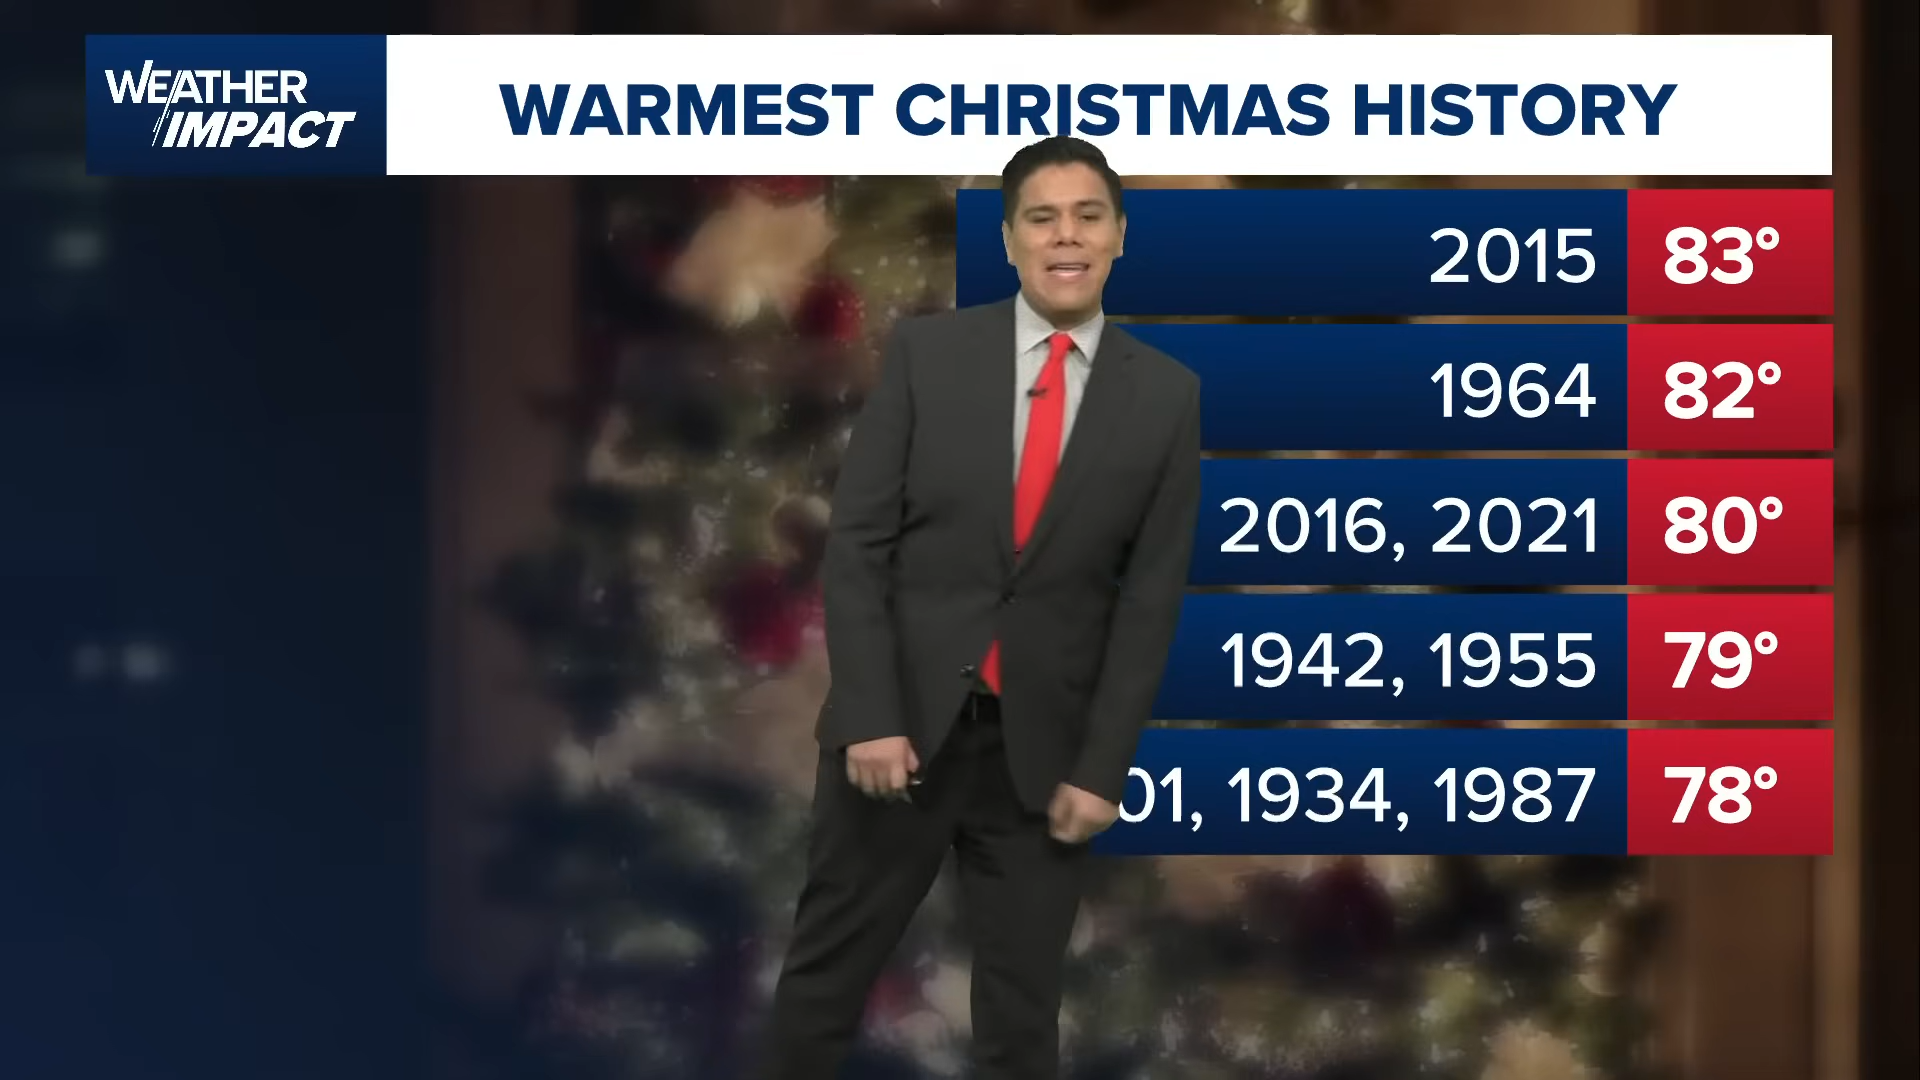 WEATHER
IMPACT
WARMEST CHRISTMAS HISTORY
2015 83°
1964 82°
2016, 2021 80°
1942, 1955 79°
1934, 1987 78°